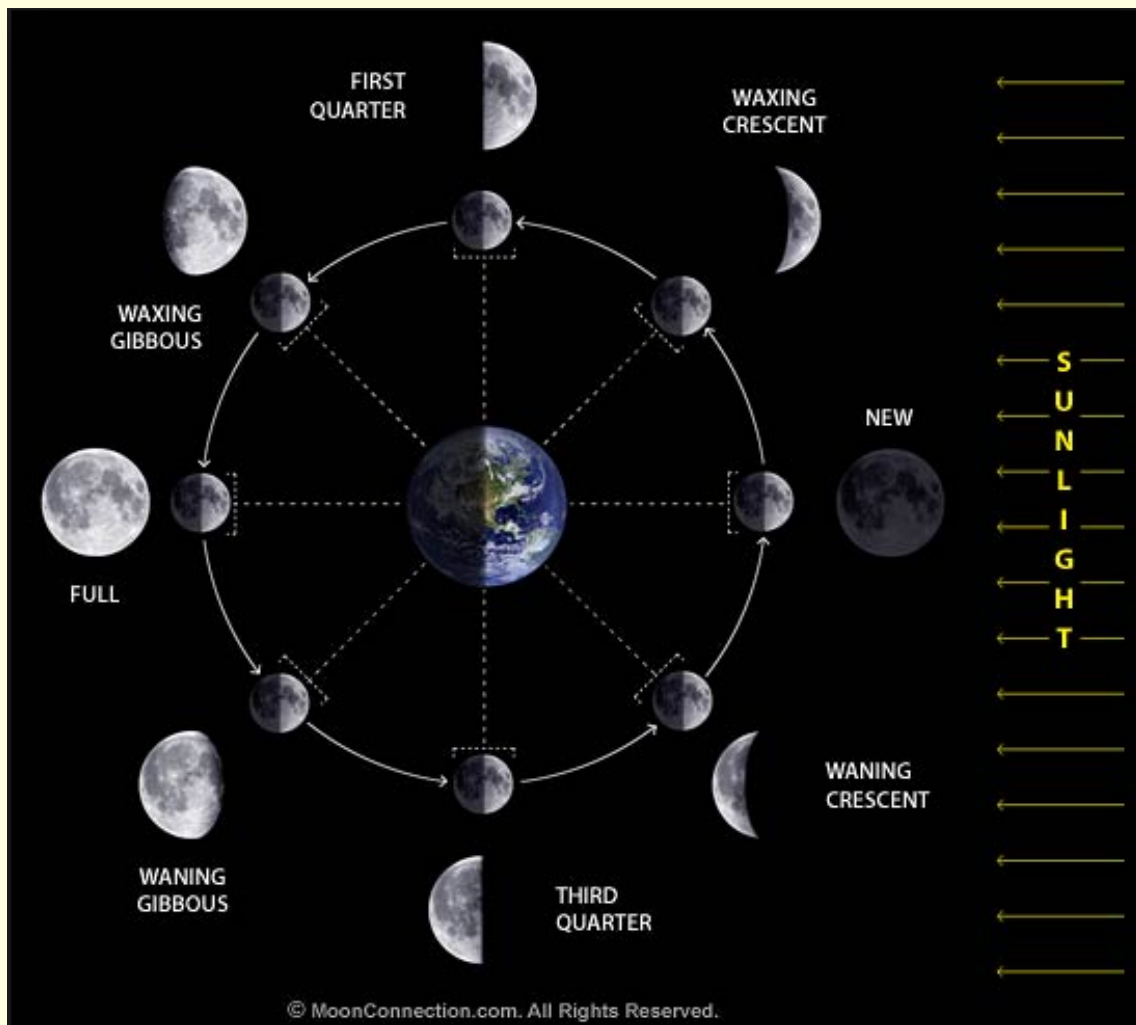 FIRST
QUARTER
WAXING
CRESCENT
WAXING
GIBBOUS
SUNLIGHT
NEW
FULL
WANING
CRESCENT
WANING
GIBBOUS
THIRD
QUARTER
© MoonConnection.com. All Rights Reserved.